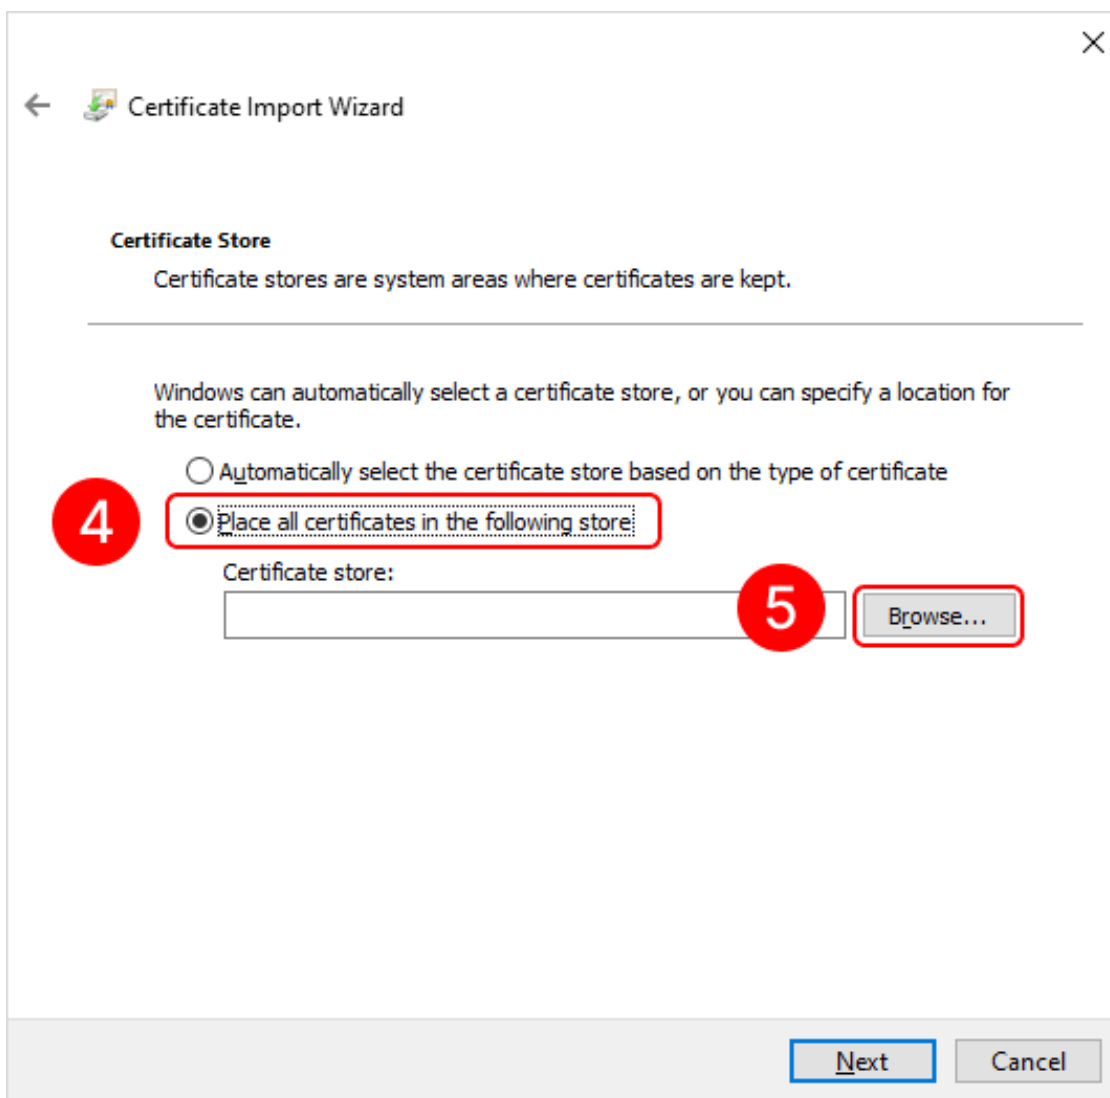 Certificate Import Wizard
Certificate Store
Certificate stores are system areas where certificates are kept.
Windows can automatically select a certificate store, or you can specify a location for
the certificate.
Automatically select the certificate store based on the type of certificate
4
Place all certificates in the following store
Certificate store:
5
Browse...
Next
Cancel